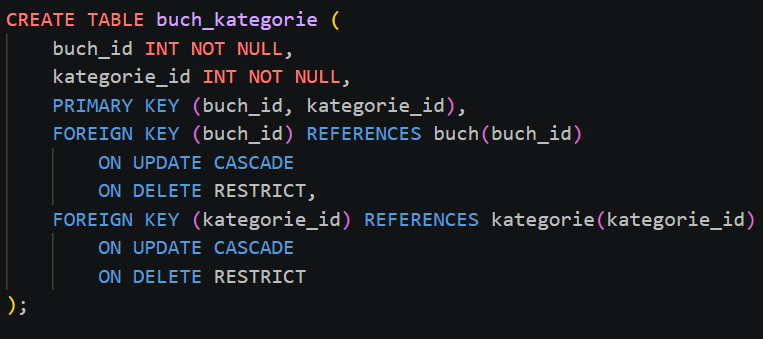 CREATE TABLE buch_kategorie (
    buch_id INT NOT NULL,
    kategorie_id INT NOT NULL,
    PRIMARY KEY (buch_id, kategorie_id),
    FOREIGN KEY (buch_id) REFERENCES buch(buch_id)
        ON UPDATE CASCADE
        ON DELETE RESTRICT,
    FOREIGN KEY (kategorie_id) REFERENCES kategorie(kategorie_id)
        ON UPDATE CASCADE
        ON DELETE RESTRICT
);